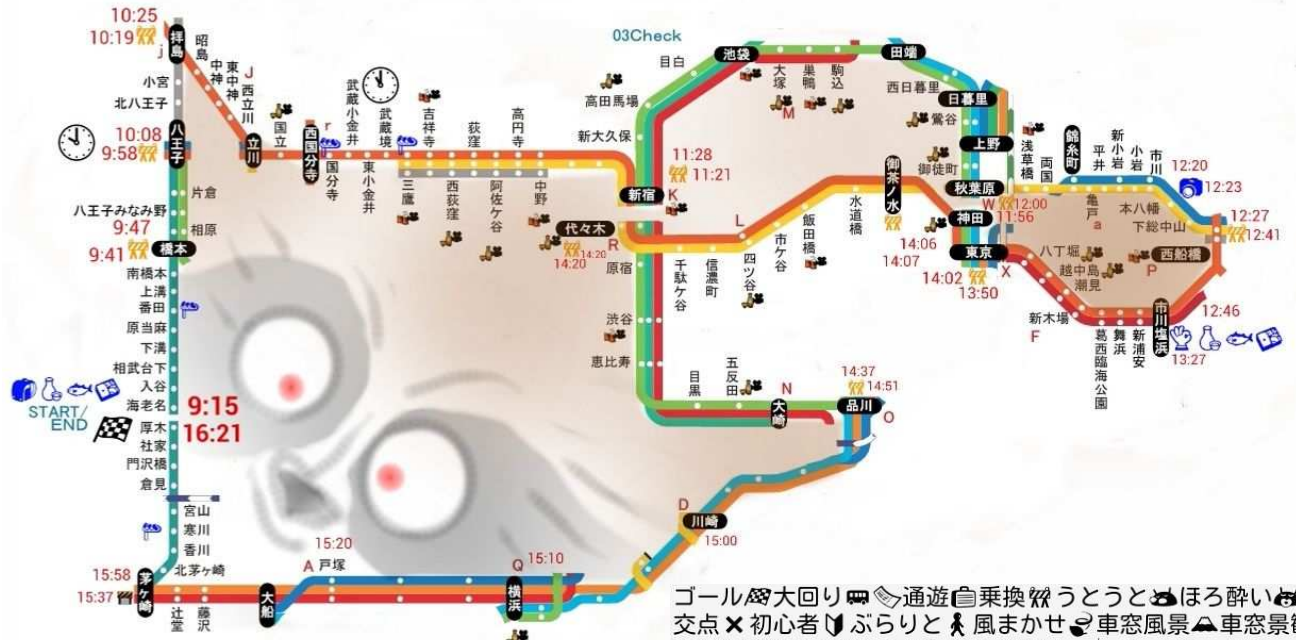 10:25
10:19
j
拝島
昭島
中神
東中神
J
西立川
小宮
北八王子
10:08
9:58
八王子
立川
国立
西国分寺
r
国分寺
武蔵小金井
東小金井
武蔵境
三鷹
吉祥寺
西荻窪
荻窪
阿佐ケ谷
高円寺
中野
03Check
目白
池袋
大塚
M
巣鴨
駒込
田端
西日暮里
日暮里
鶯谷
上野
御徒町
秋葉原
W
12:00
11:56
神田
東京
X
高田馬場
新大久保
新宿
11:28
11:21
K
代々木
R
14:20
14:20
原宿
千駄ケ谷
信濃町
L
四ツ谷
市ケ谷
飯田橋
水道橋
御茶ノ水
14:06
14:07
14:02
13:50
浅草橋
両国
錦糸町
亀戸
a
平井
新小岩
小岩
市川
本八幡
下総中山
12:20
12:23
12:27
12:41
西船橋
P
八丁堀
越中島
潮見
新木場
F
葛西臨海公園
舞浜
新浦安
市川塩浜
12:46
13:27
片倉
八王子みなみ野
相原
9:47
9:41
橋本
南橋本
上溝
番田
原当麻
下溝
相武台下
入谷
海老名
START/
END
9:15
16:21
厚木
社家
門沢橋
倉見
宮山
寒川
香川
北茅ヶ崎
15:58
15:37
茅ヶ崎
辻堂
藤沢
大船
A
15:20
戸塚
Q
15:10
横浜
D
川崎
15:00
渋谷
恵比寿
目黒
五反田
N
大崎
14:37
14:51
品川
O
ゴール大回り通遊乗換うとうとほろ酔い
交点初心者ぶらりと風まかせ車窓風景車窓景観